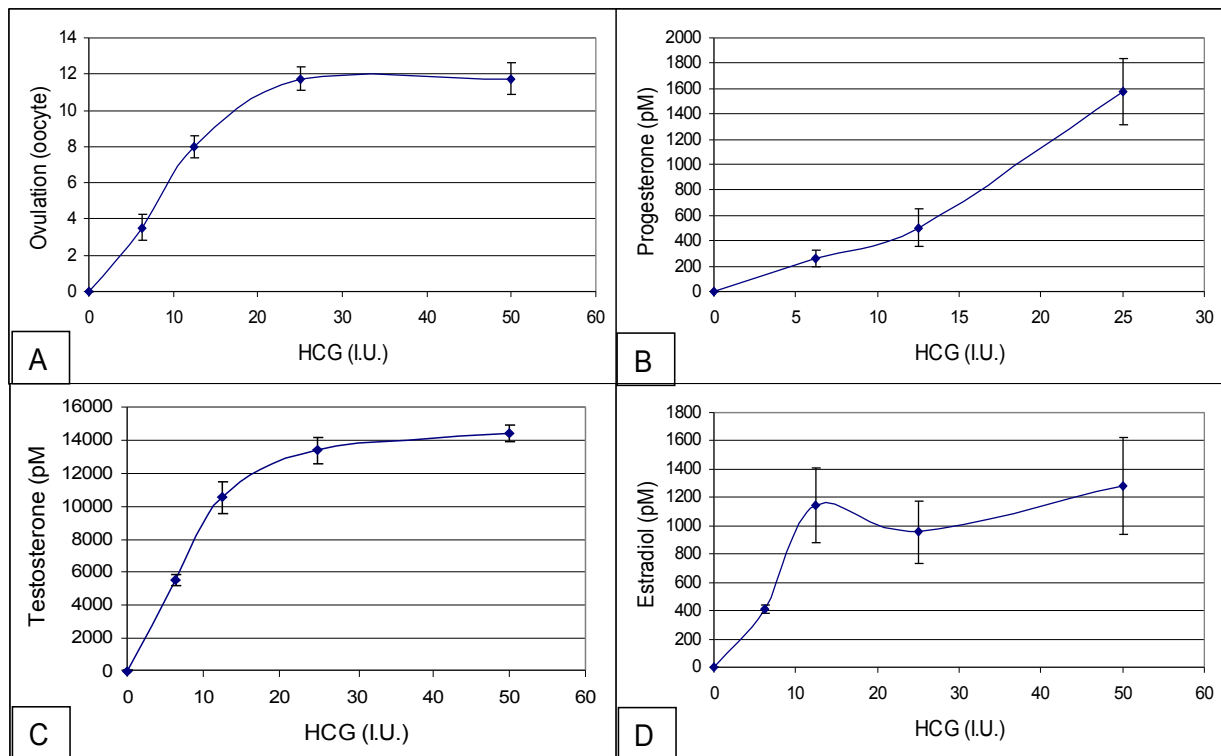 14
12
10
8
6
4
2
0
Ovulation (oocyte)
0 10 20 30 40 50 60
HCG (I.U.)
A
2000
1800
1600
1400
1200
1000
800
600
400
200
0
Progesterone (pM)
0 5 10 15 20 25 30
HCG (I.U.)
B
16000
14000
12000
10000
8000
6000
4000
2000
0
Testosterone (pM
0 10 20 30 40 50 60
HCG (I.U.)
C
1800
1600
1400
1200
1000
800
600
400
200
0
Estradiol (pM)
0 10 20 30 40 50 60
HCG (I.U.)
D